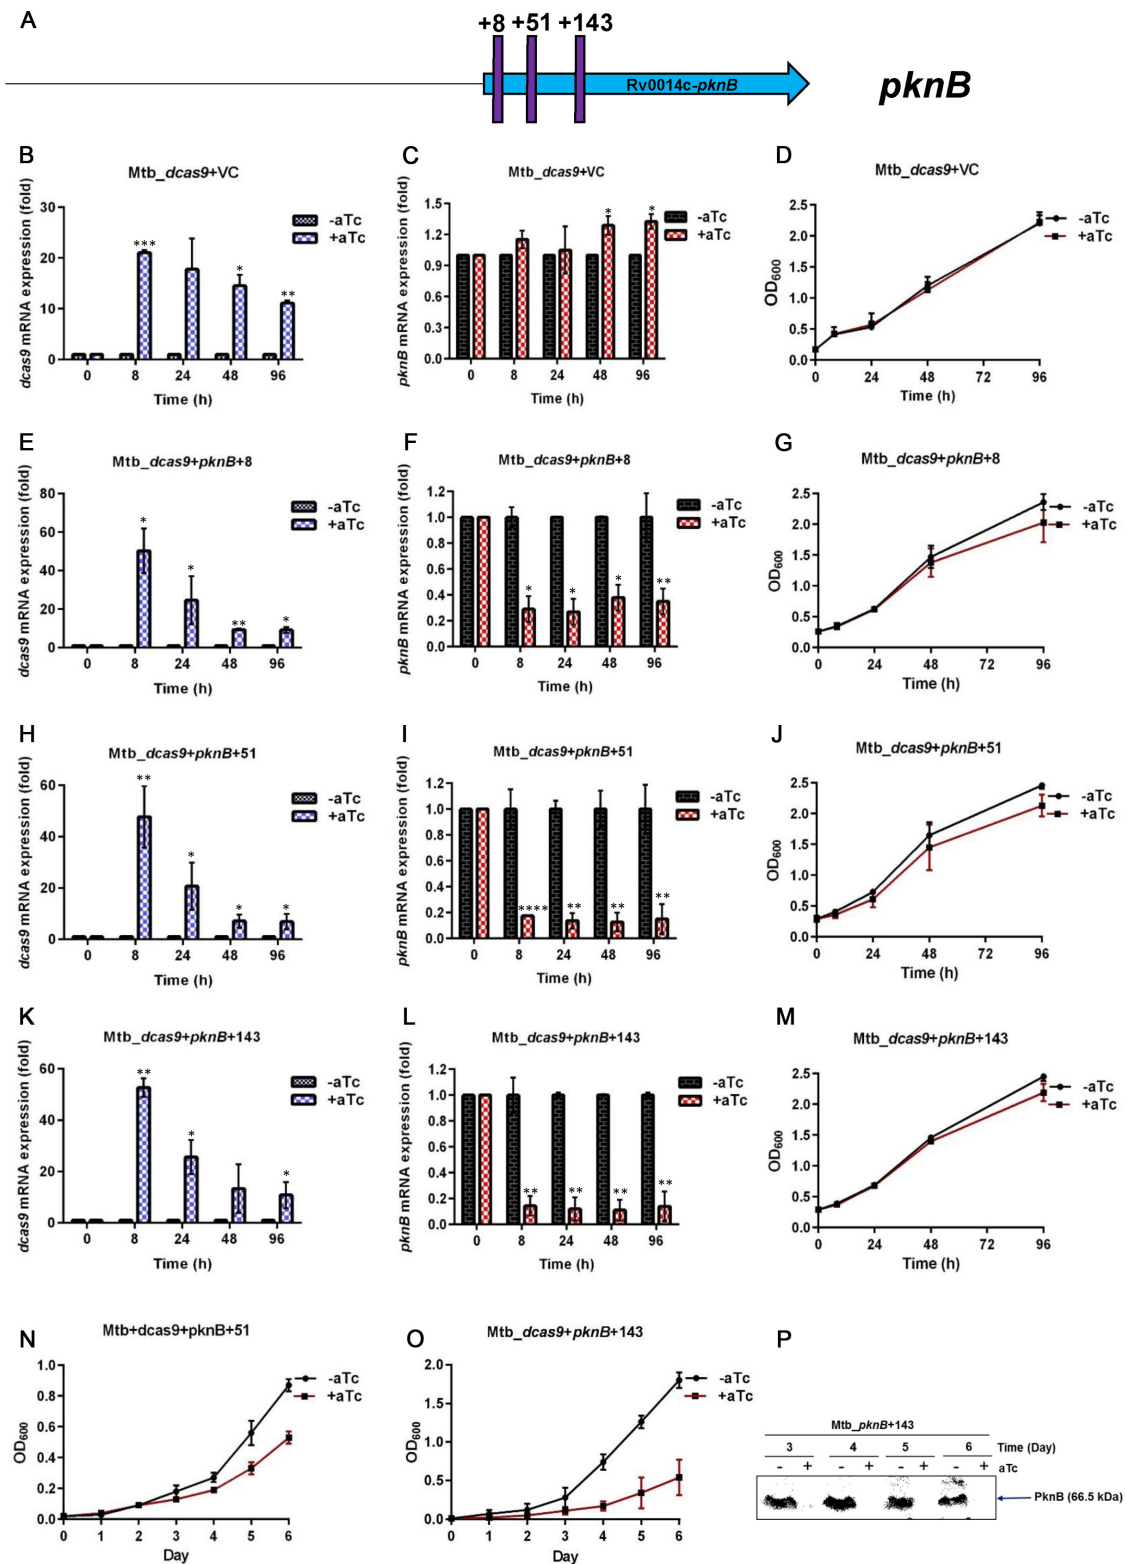 A
+8 +51 +143
Rv0014c-pknB
pknB
B
Mtb_dcas9+VC
dcas9 mRNA expression (fold)
30
20
10
0
***
*
**
-aTc
+aTc
0 8 24 48 96
Time (h)
C
Mtb_dcas9+VC
pknB mRNA expression (fold)
1.5
1.2
0.9
0.6
0.3
0.0
*
*
-aTc
+aTc
0 8 24 48 96
Time (h)
D
Mtb_dcas9+VC
OD600
2.5
2.0
1.5
1.0
0.5
0.0
-aTc
+aTc
0 24 48 72 96
Time (h)
E
Mtb_dcas9+pknB+8
dcas9 mRNA expression (fold)
80
60
40
20
0
*
*
**
*
-aTc
+aTc
0 8 24 48 96
Time (h)
F
Mtb_dcas9+pknB+8
pknB mRNA expression (fold)
1.2
1.0
0.8
0.6
0.4
0.2
0.0
*
*
*
**
-aTc
+aTc
0 8 24 48 96
Time (h)
G
Mtb_dcas9+pknB+8
OD600
2.5
2.0
1.5
1.0
0.5
0.0
-aTc
+aTc
0 24 48 72 96
Time (h)
H
Mtb_dcas9+pknB+51
dcas9 mRNA expression (fold)
60
40
20
0
**
*
*
*
-aTc
+aTc
0 8 24 48 96
Time (h)
I
Mtb_dcas9+pknB+51
pknB mRNA expression (fold)
1.2
1.0
0.8
0.6
0.4
0.2
0.0
****
**
**
**
-aTc
+aTc
0 8 24 48 96
Time (h)
J
Mtb_dcas9+pknB+51
OD600
2.5
2.0
1.5
1.0
0.5
0.0
-aTc
+aTc
0 24 48 72 96
Time (h)
K
Mtb_dcas9+pknB+143
dcas9 mRNA expression (fold)
60
40
20
0
**
*
*
-aTc
+aTc
0 8 24 48 96
Time (h)
L
Mtb_dcas9+pknB+143
pknB mRNA expression (fold)
1.2
1.0
0.8
0.6
0.4
0.2
0.0
**
**
**
**
-aTc
+aTc
0 8 24 48 96
Time (h)
M
Mtb_dcas9+pknB+143
OD600
2.5
2.0
1.5
1.0
0.5
0.0
-aTc
+aTc
0 24 48 72 96
Time (h)
N
Mtb+dcas9+pknB+51
OD600
1.0
0.8
0.6
0.4
0.2
0.0
-aTc
+aTc
0 1 2 3 4 5 6
Day
O
Mtb_dcas9+pknB+143
OD600
2.0
1.5
1.0
0.5
0.0
-aTc
+aTc
0 1 2 3 4 5 6
Day
P
Mtb_pknB+143
3 4 5 6 Time (Day)
- + - + - + - + aTc
PknB (66.5 kDa)